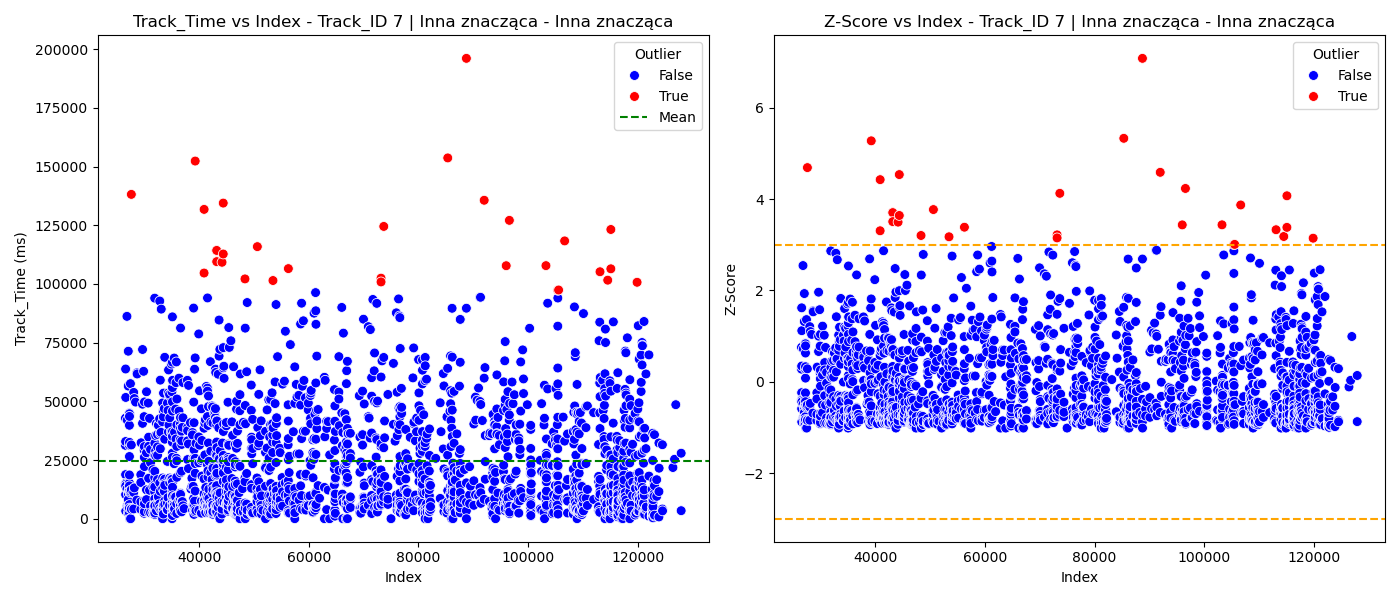 Track_Time vs Index - Track_ID 7 | Inna znacząca - Inna znacząca
Track_Time (ms)
200000
175000
150000
125000
100000
75000
50000
25000
0
40000 60000 80000 100000 120000
Index
Outlier
False
True
Mean
Z-Score vs Index - Track_ID 7 | Inna znacząca - Inna znacząca
Z-Score
6
4
2
0
−2
40000 60000 80000 100000 120000
Index
Outlier
False
True